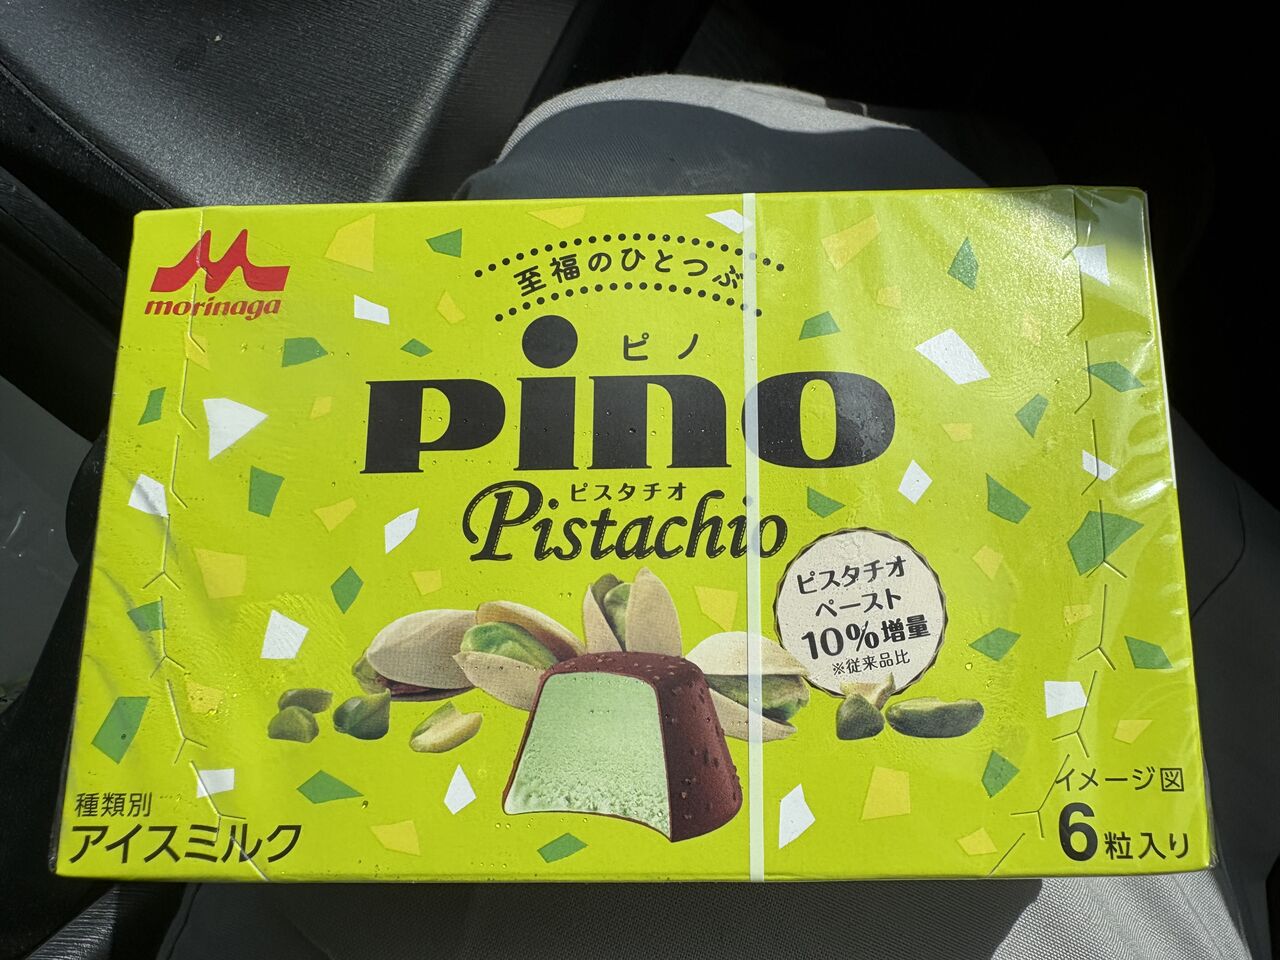 morinaga
至福のひとつぶ
ピノ
pino
ピスタチオ
Pistachio
ピスタチオ
ペースト
10%増量
※従来品比
種類別
アイスミルク
イメージ図
6粒入り